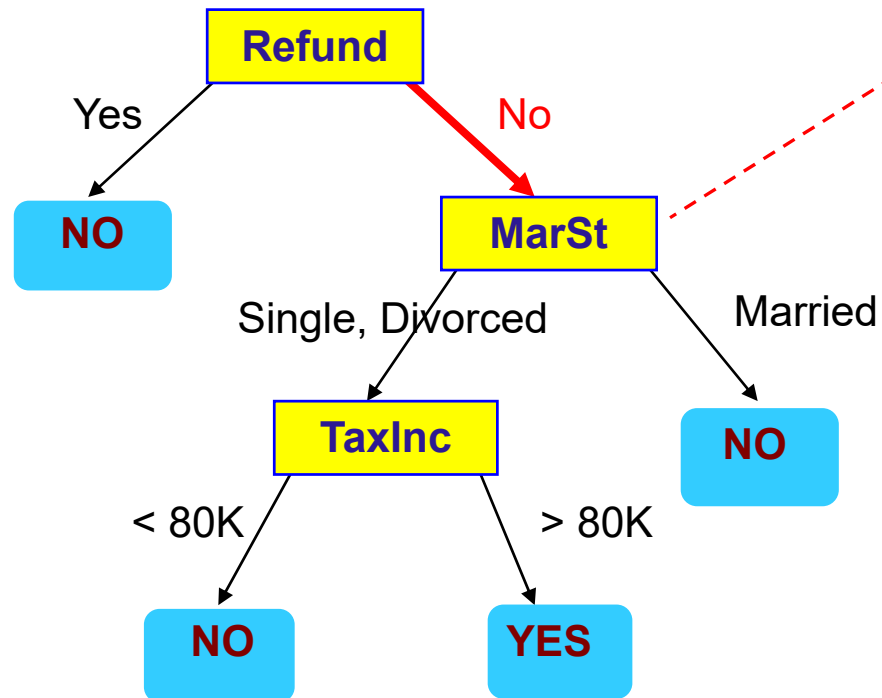 Refund
Yes
No
NO
MarSt
Single, Divorced
Married
TaxInc
NO
< 80K
> 80K
NO
YES